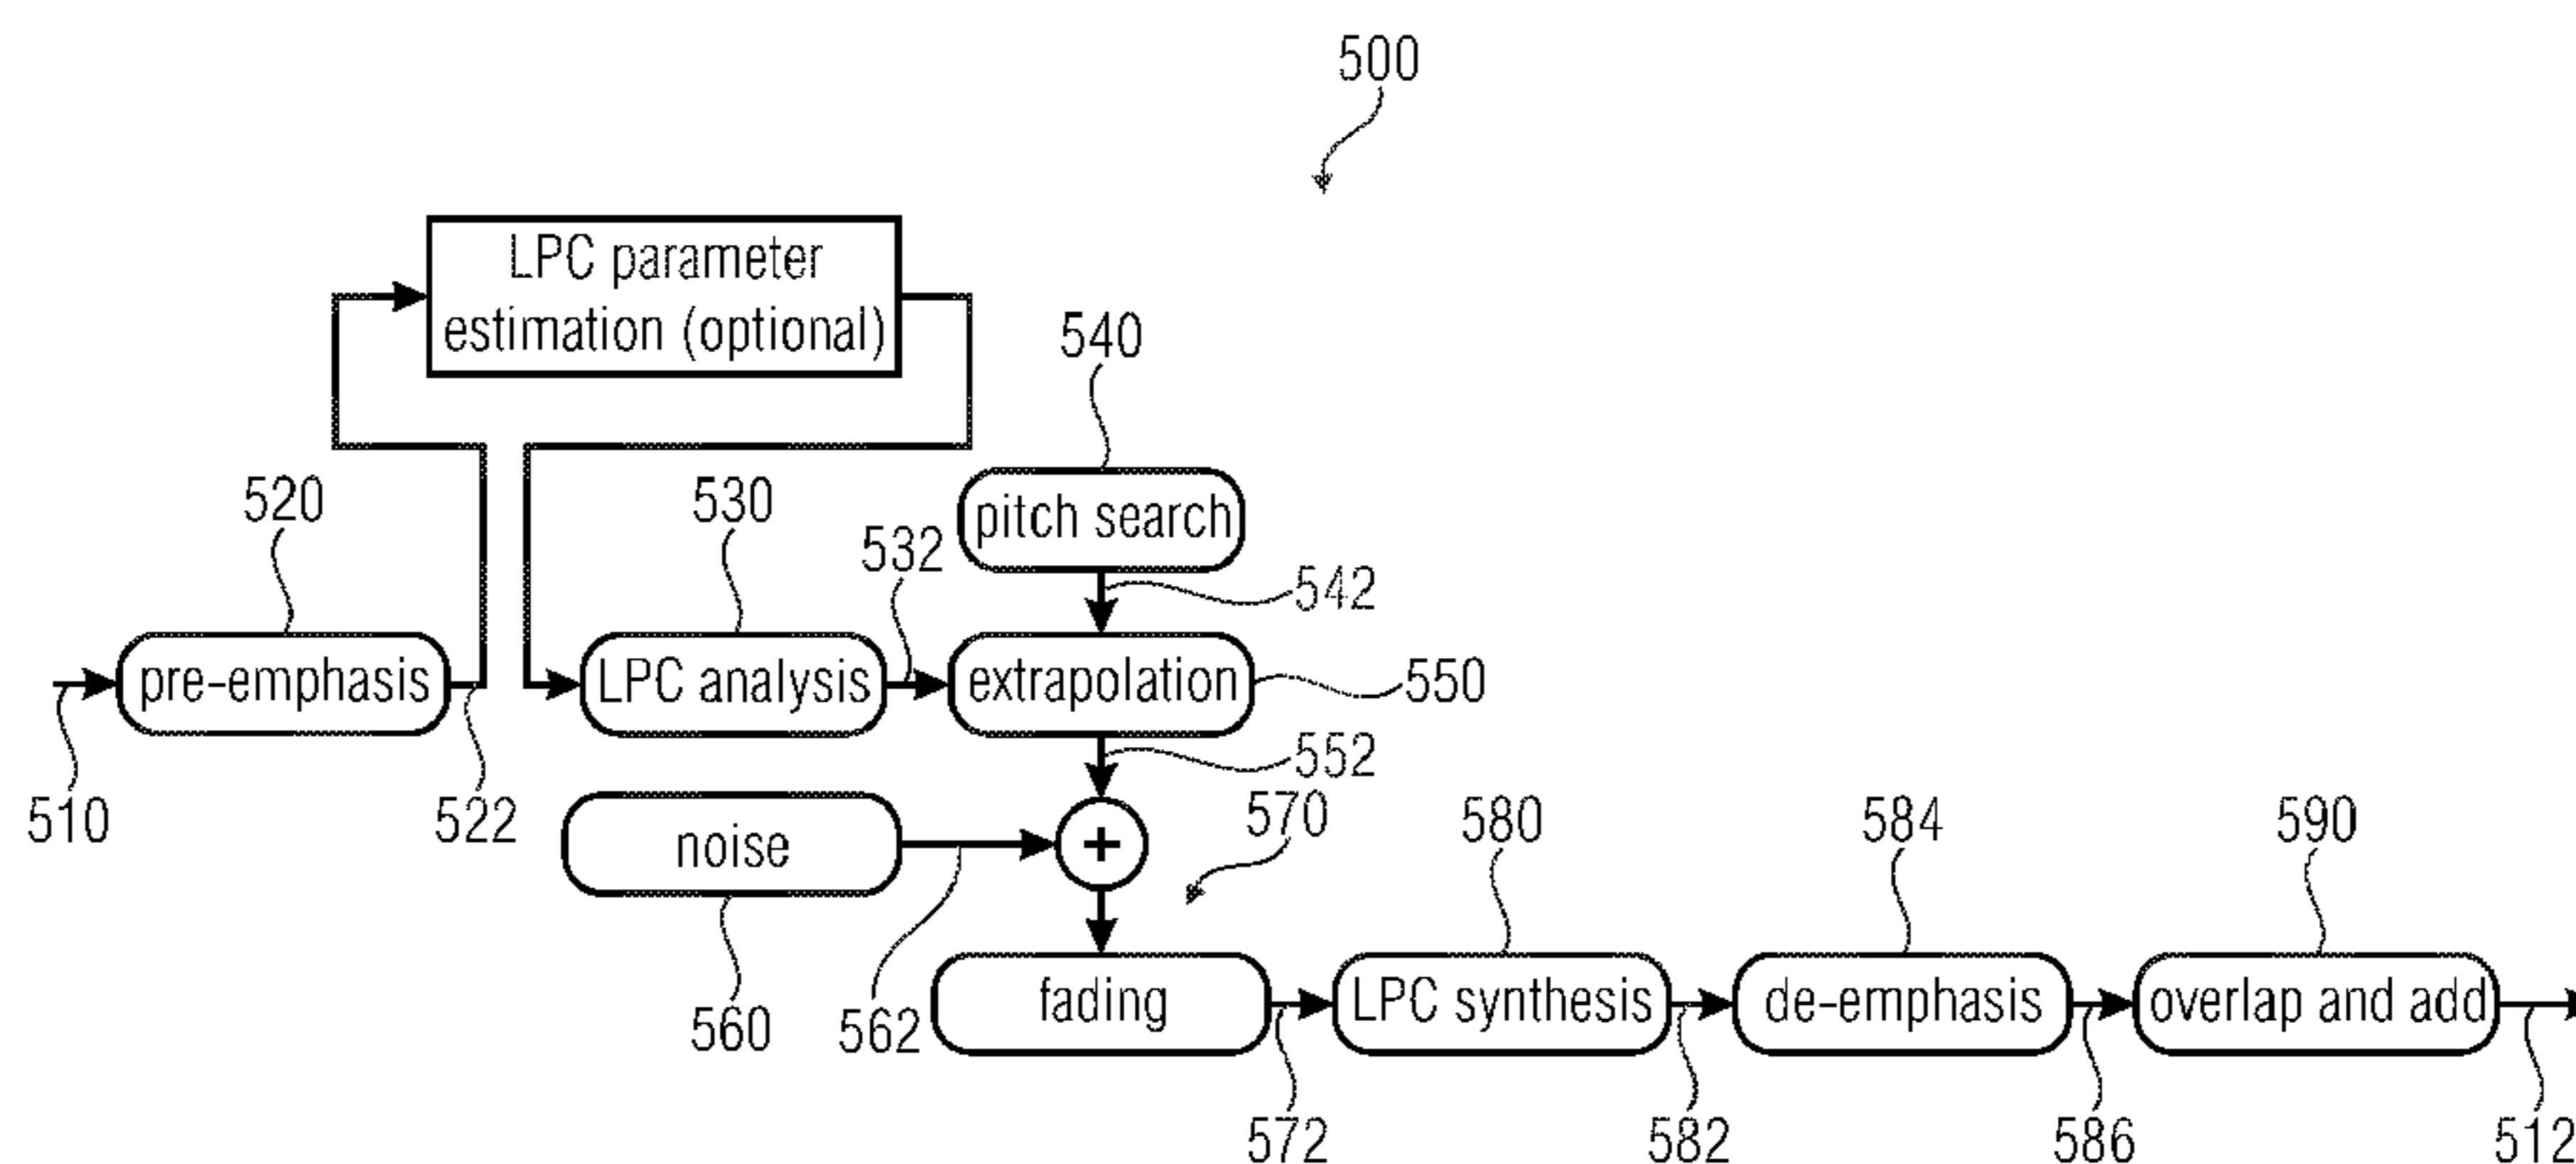 500
LPC parameter
estimation (optional)
540
520
530
532
pitch search
542
pre-emphasis
LPC analysis
extrapolation
550
552
510
522
noise
+
570
580
584
590
560
562
fading
LPC synthesis
de-emphasis
overlap and add
572
582
586
512